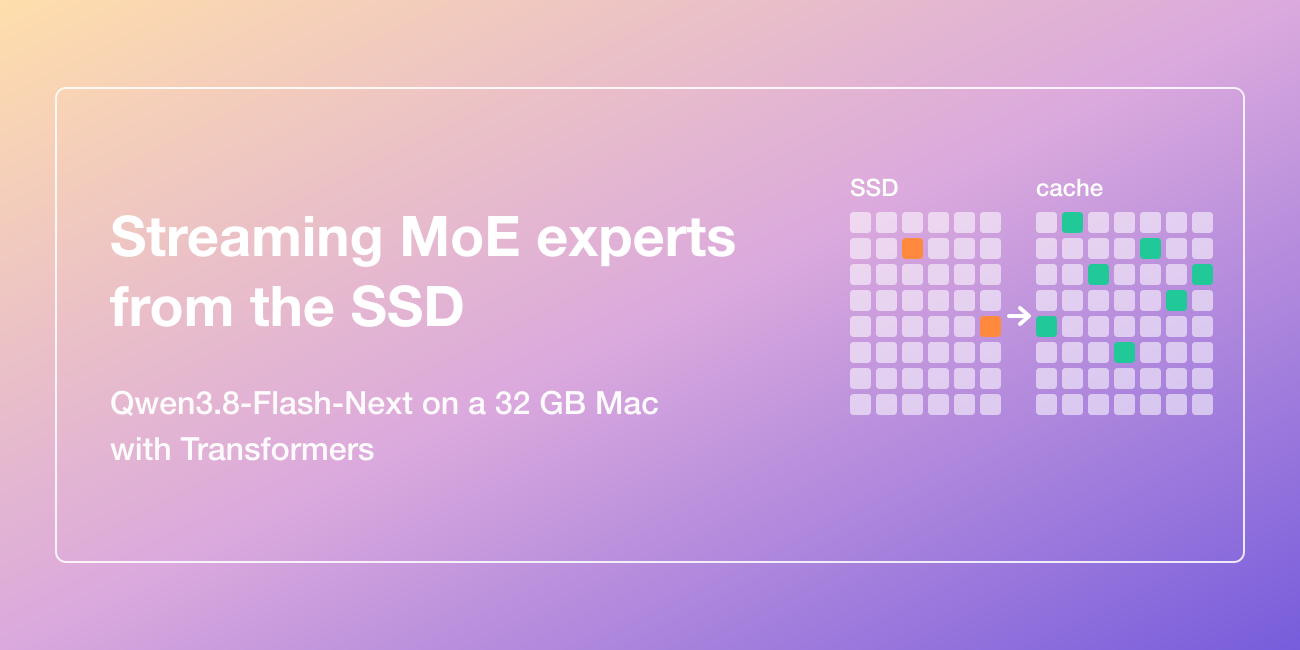 Streaming MoE experts
from the SSD
Qwen3.8-Flash-Next on a 32 GB Mac
with Transformers
SSD
cache